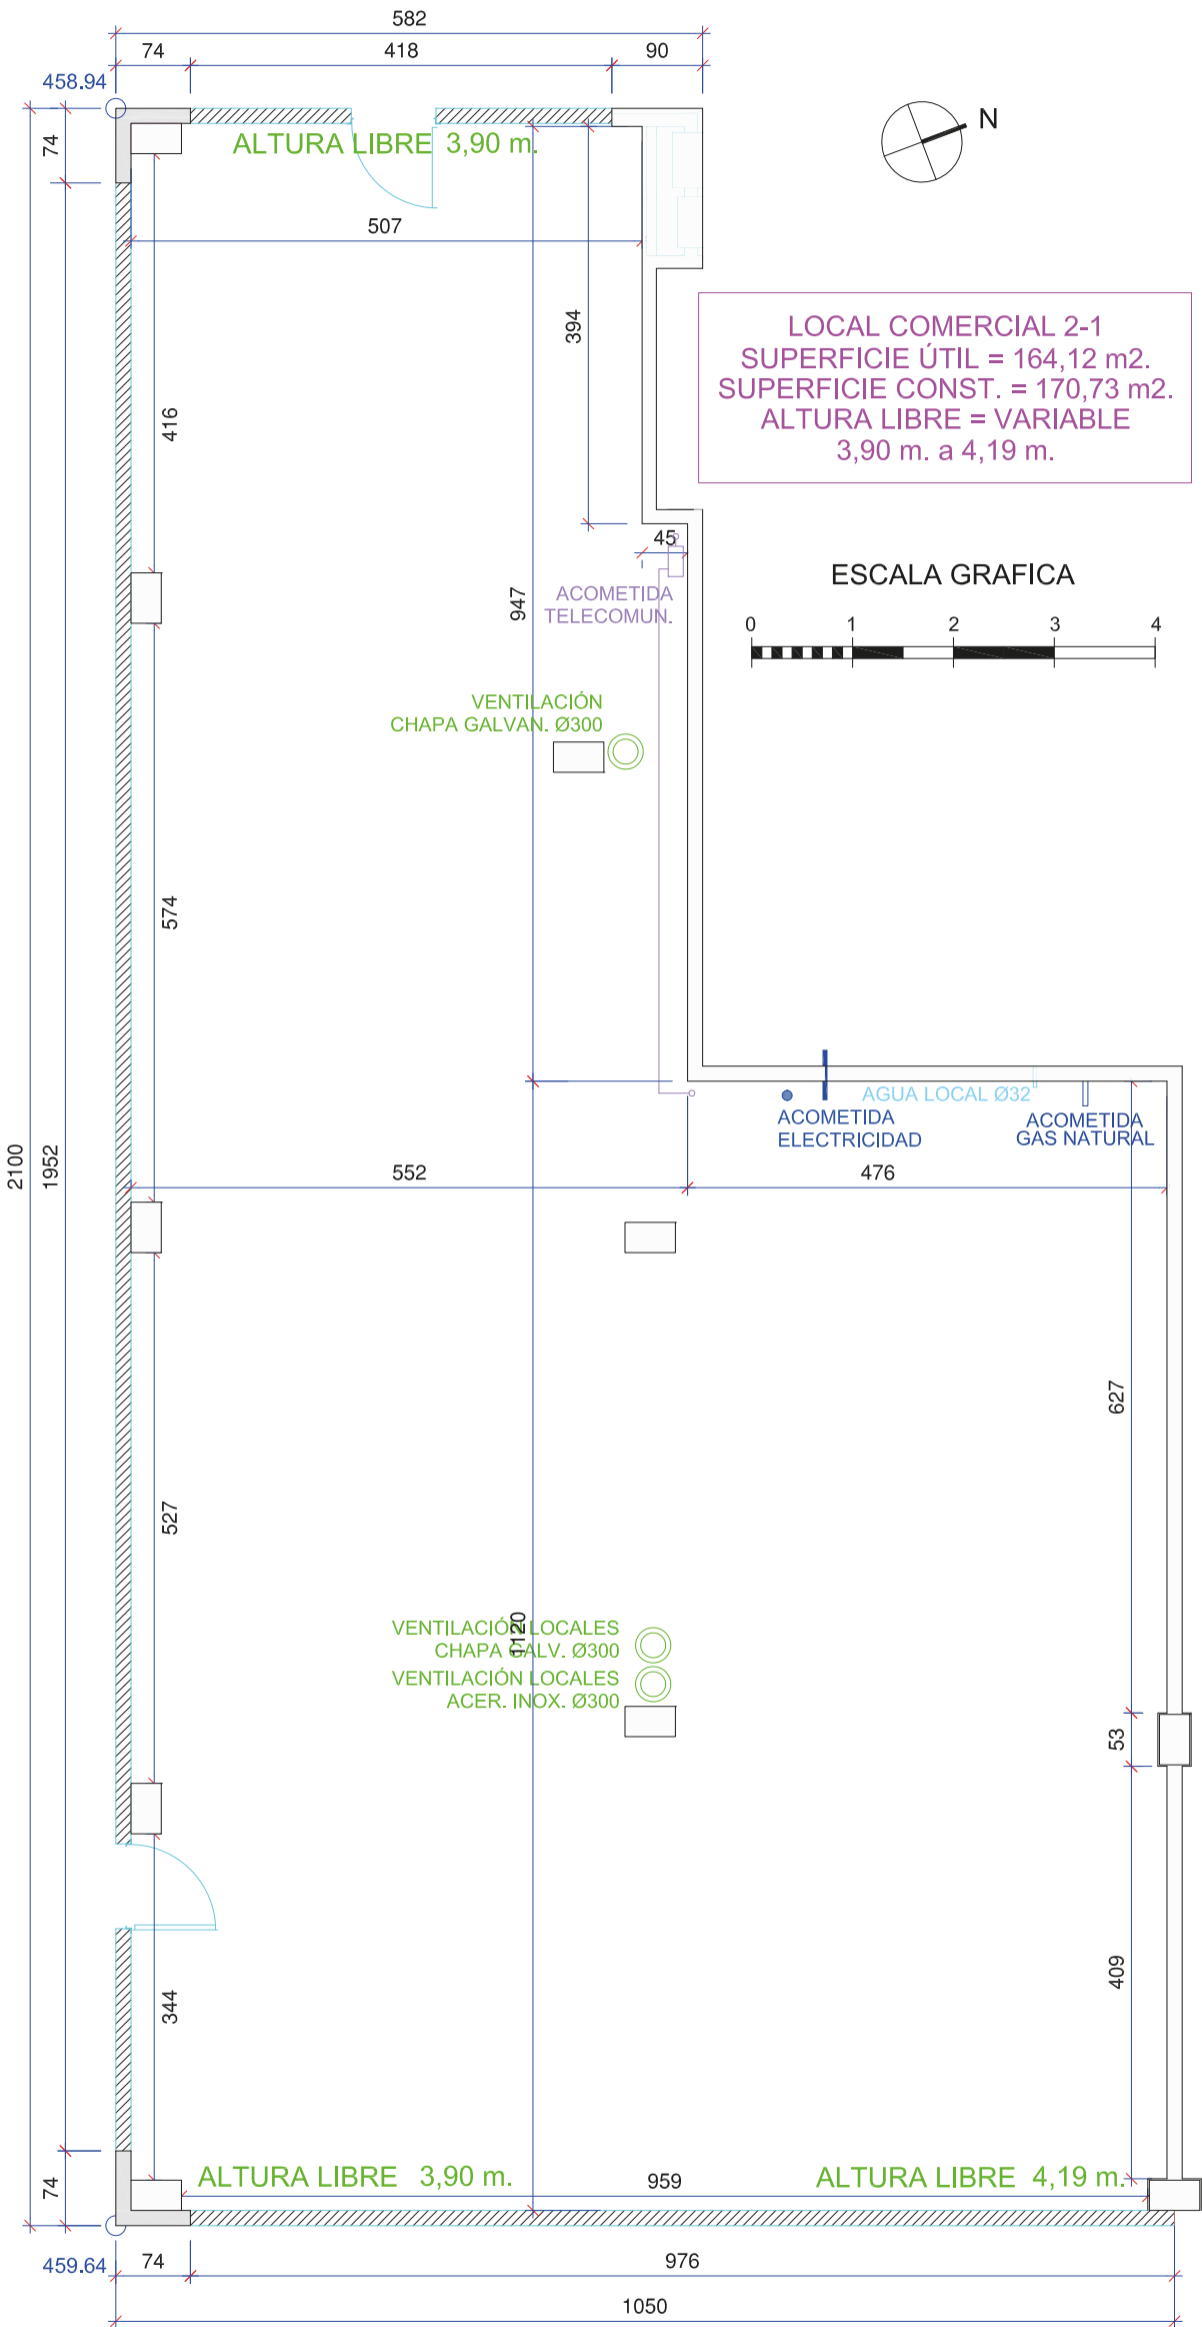 582
74
418
90
458.94
74
ALTURA LIBRE 3,90 m.
N
507
394
LOCAL COMERCIAL 2-1
SUPERFICIE ÚTIL = 164,12 m2.
SUPERFICIE CONST. = 170,73 m2.
ALTURA LIBRE = VARIABLE
3,90 m. a 4,19 m.
416
45
ESCALA GRAFICA
0 1 2 3 4
ACOMETIDA
TELECOMUN.
947
VENTILACIÓN
CHAPA GALVAN. Ø300
574
AGUA LOCAL Ø32
ACOMETIDA
ELECTRICIDAD
ACOMETIDA
GAS NATURAL
2100
1952
552
476
627
527
1120
VENTILACIÓN LOCALES
CHAPA GALV. Ø300
VENTILACIÓN LOCALES
ACER. INOX. Ø300
53
409
344
74
ALTURA LIBRE 3,90 m.
959
ALTURA LIBRE 4,19 m.
459.64
74
976
1050